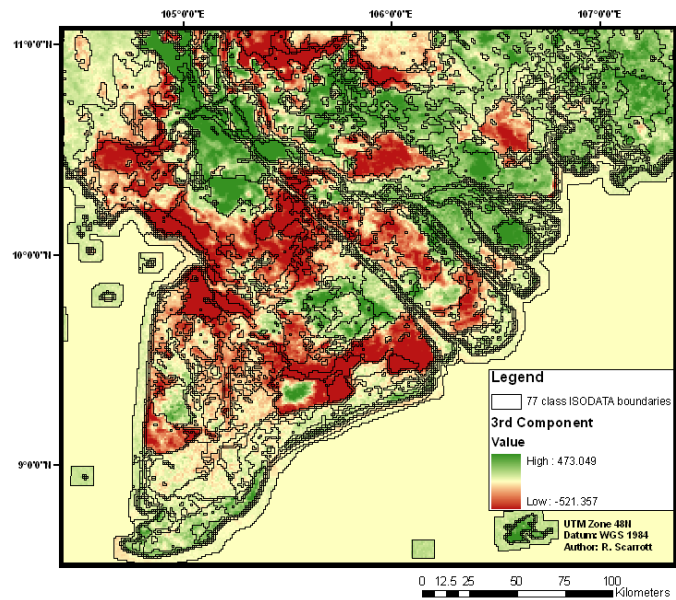 105°0'0"E 106°0'0"E 107°0'0"E
11°0'0"N
10°0'0"N
9°0'0"N
Legend
77 class ISODATA boundaries
3rd Component
Value
High : 473.049
Low : -521.357
UTM Zone 48N
Datum: WGS 1984
Author: R. Scarrott
0 12.5 25 50 75 100
Kilometers